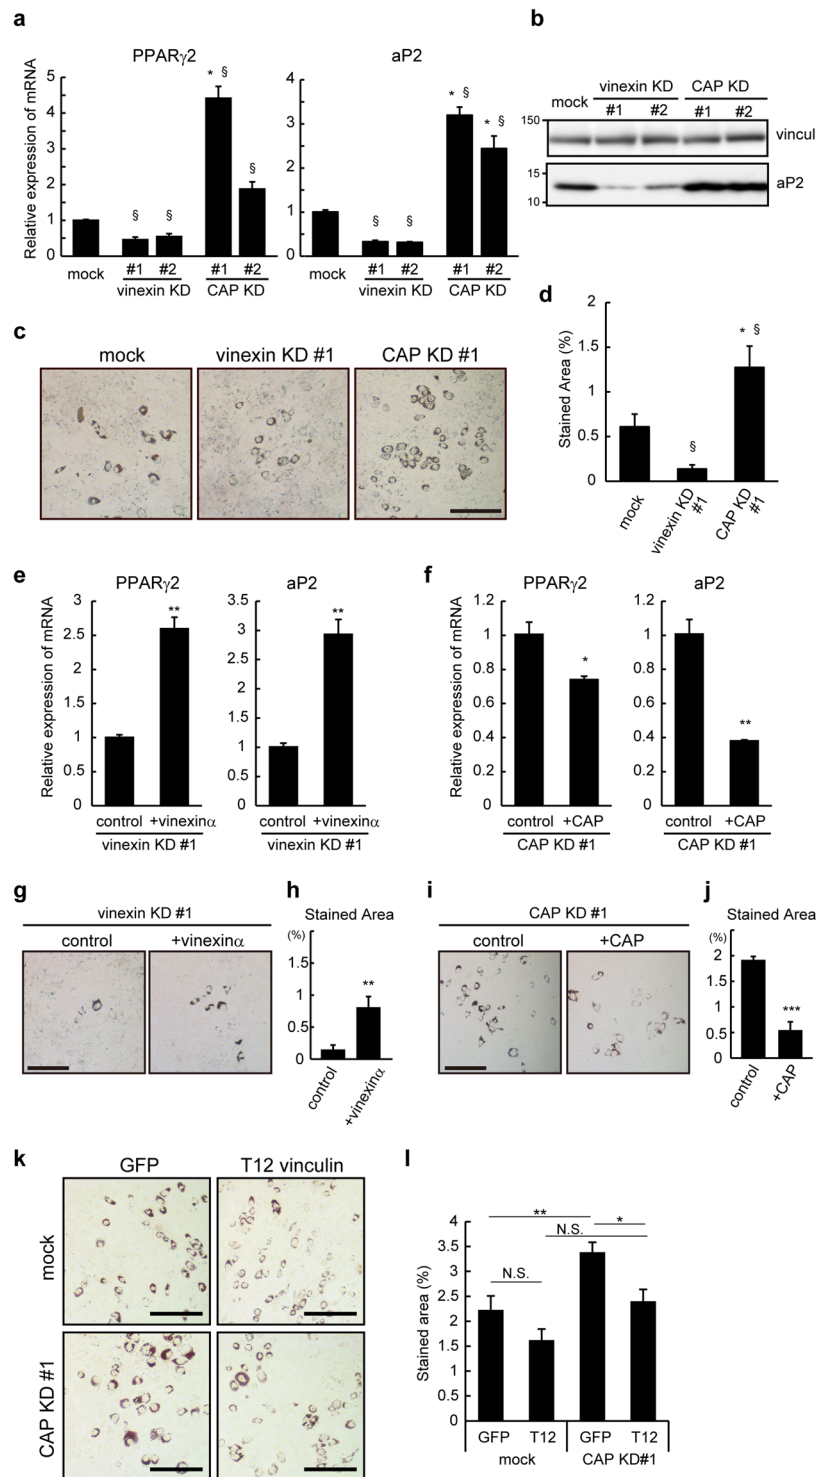 a
PPARγ2
aP2
Relative expression of mRNA
5
4
3
2
1
0
4
3
2
1
0
* §
§
§ §
* §
* §
§ §
mock
#1 #2
vinexin KD
#1 #2
CAP KD
mock
#1 #2
vinexin KD
#1 #2
CAP KD
b
mock
vinexin KD
CAP KD
#1 #2
#1 #2
150
vincul
15
10
aP2
c
mock
vinexin KD #1
CAP KD #1
d
Stained Area (%)
2
1.5
1
0.5
0
§
* §
mock
vinexin KD
#1
CAP KD
#1
e
PPARγ2
aP2
Relative expression of mRNA
3
2.5
2
1.5
1
0.5
0
**
control +vinexinα
vinexin KD #1
3.5
3
2.5
2
1.5
1
0.5
0
**
control +vinexinα
vinexin KD #1
f
PPARγ2
aP2
Relative expression of mRNA
1.2
1
0.8
0.6
0.4
0.2
0
*
control +CAP
CAP KD #1
1.2
1
0.8
0.6
0.4
0.2
0
**
control +CAP
CAP KD #1
g
vinexin KD #1
control
+vinexinα
h
Stained Area
(%)
1.5
1
0.5
0
**
control
+vinexinα
i
CAP KD #1
control
+CAP
j
Stained Area
(%)
2
1.5
1
0.5
0
***
control
+CAP
k
GFP
T12 vinculin
mock
CAP KD #1
l
Stained area (%)
4
3.5
3
2.5
2
1.5
1
0.5
0
**
*
N.S.
N.S.
GFP T12
GFP T12
mock
CAP KD#1